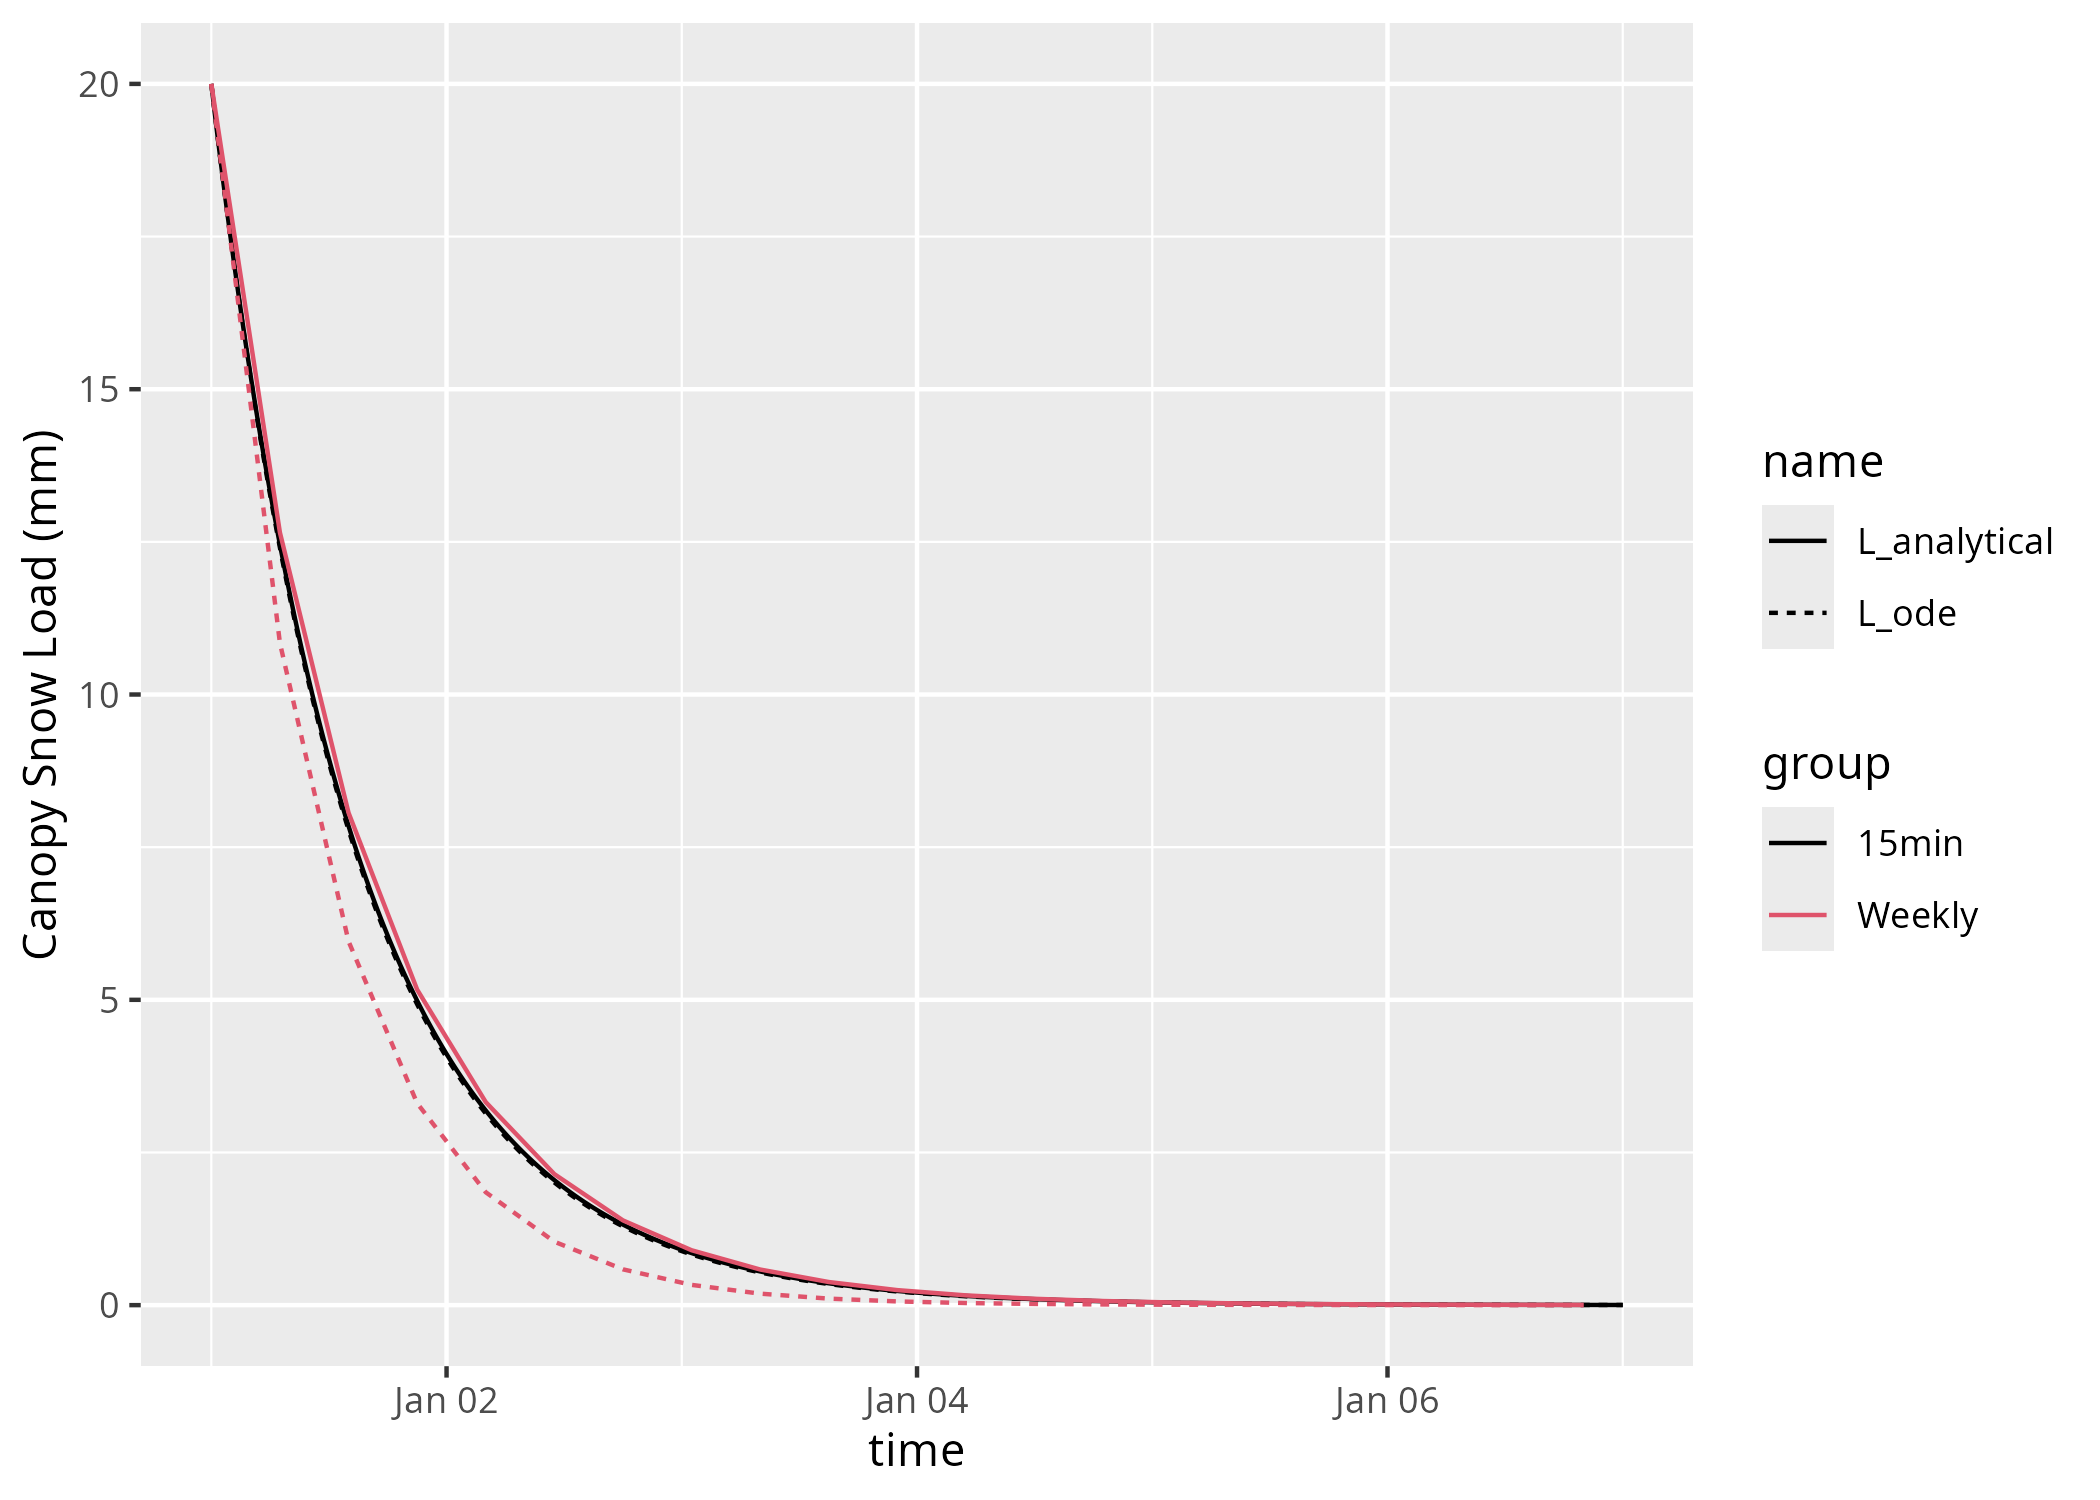 20
15
10
5
0
Canopy Snow Load (mm)
Jan 02
Jan 04
Jan 06
time
name
L_analytical
L_ode
group
15min
Weekly